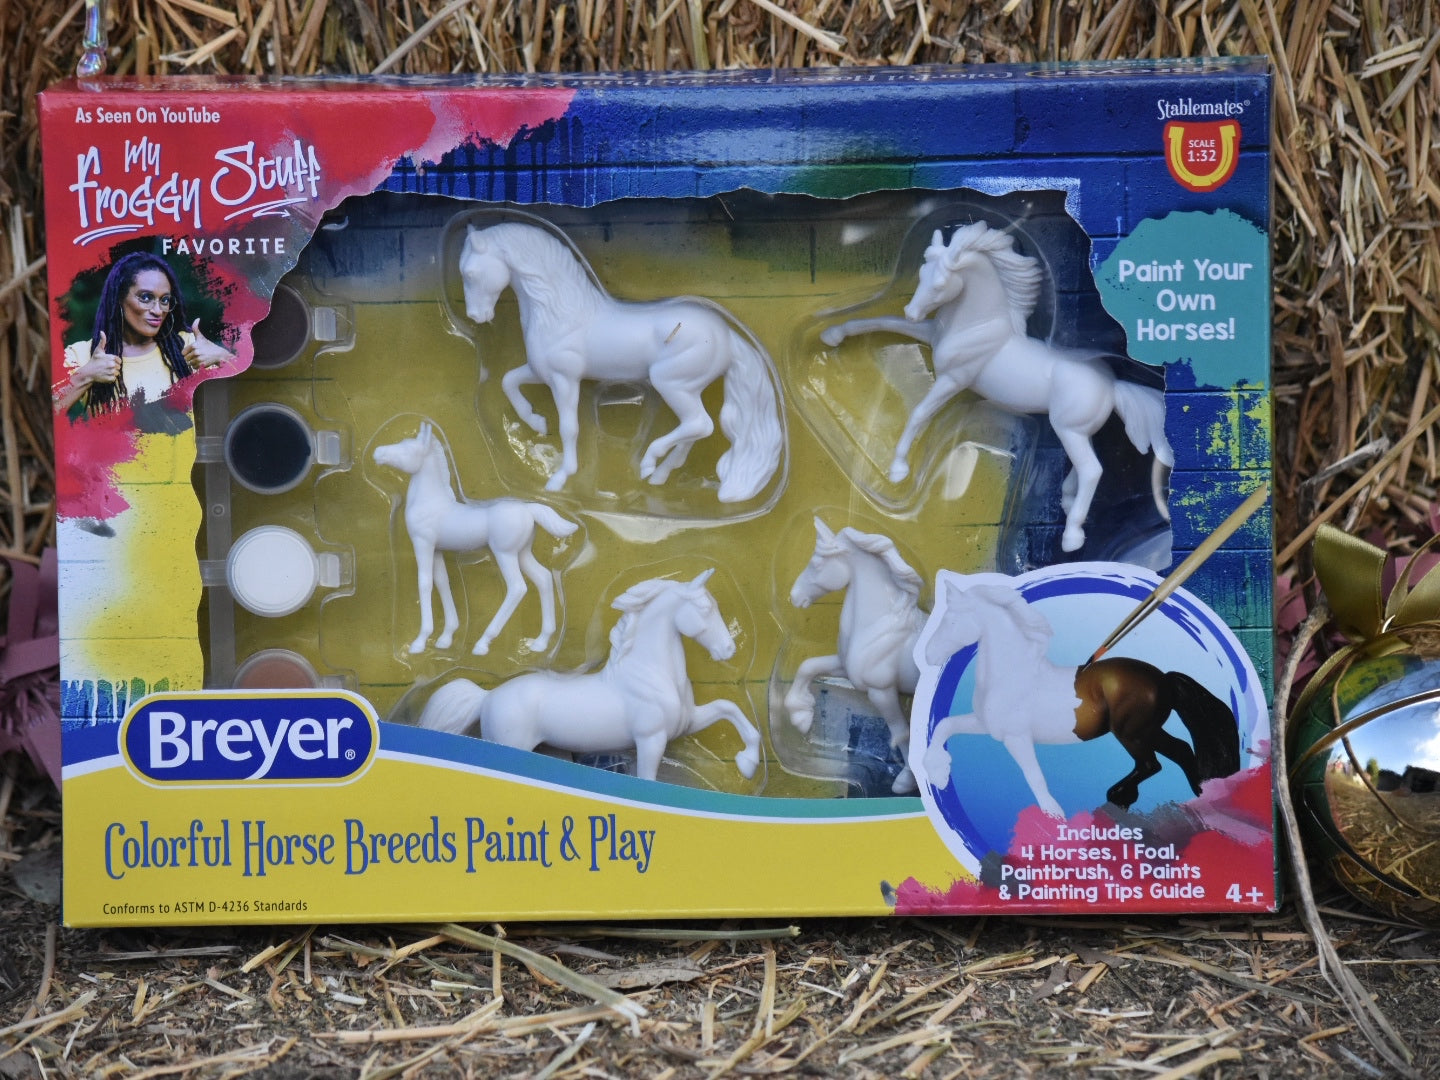 As Seen On YouTube
My
Froggy Stuff
FAVORITE
Stablemates®
SCALE
1:32
Paint Your
Own
Horses!
Breyer®
Colorful Horse Breeds Paint & Play
Conforms to ASTM D-4236 Standards
Includes
4 Horses, 1 Foal,
Paintbrush, 6 Paints
& Painting Tips Guide
4+